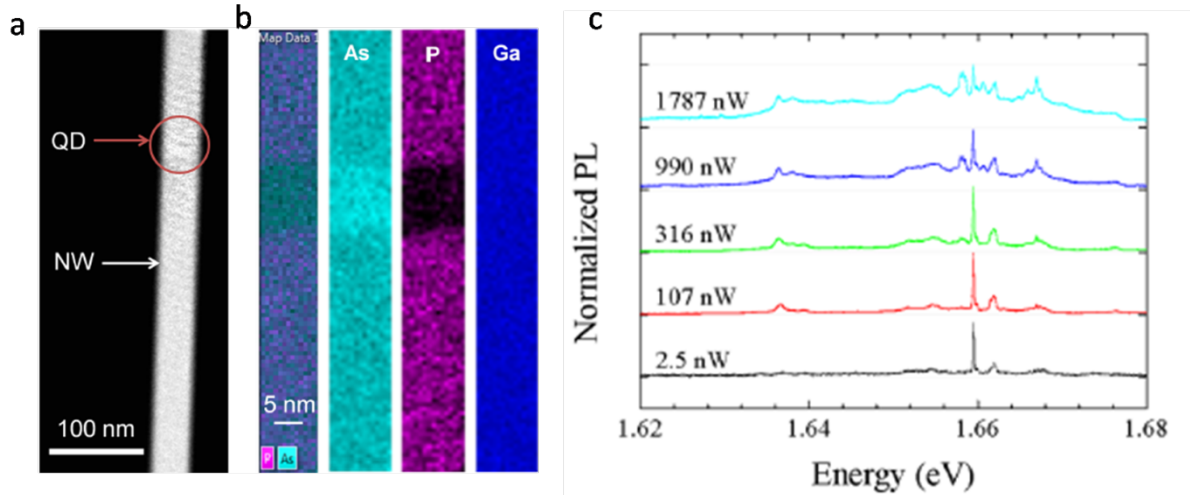 a
QD
NW
100 nm
b
Map Data 1
As
P
Ga
5 nm
P As
c
1787 nW
990 nW
316 nW
107 nW
2.5 nW
Normalized PL
1.62 1.64 1.66 1.68
Energy (eV)